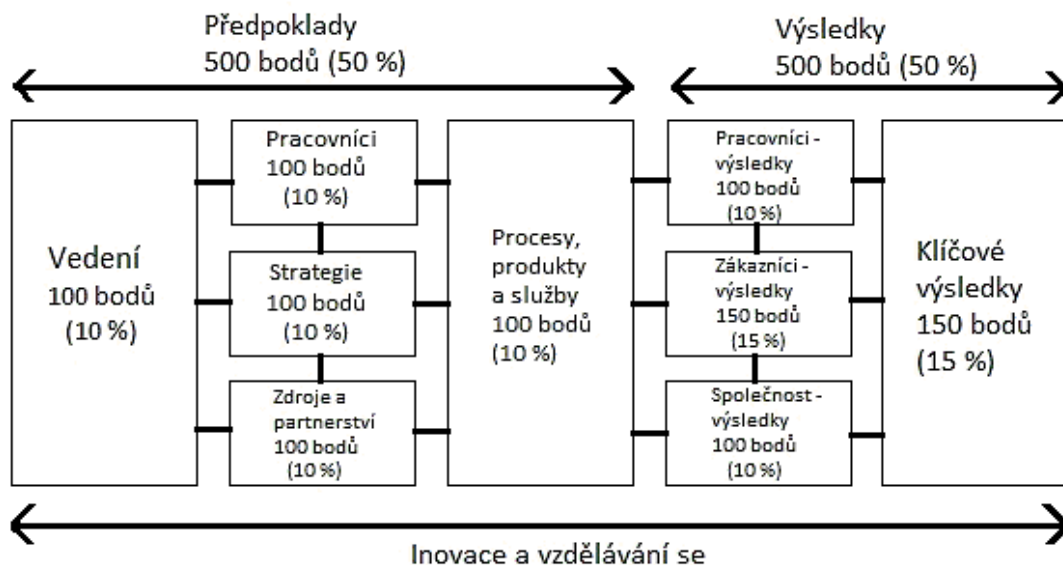 Předpoklady
500 bodů (50 %)
Výsledky
500 bodů (50 %)
Vedení
100 bodů
(10 %)
Pracovníci
100 bodů
(10 %)
Strategie
100 bodů
(10 %)
Zdroje a
partnerství
100 bodů
(10 %)
Procesy,
produkty
a služby
100 bodů
(10 %)
Pracovníci -
výsledky
100 bodů
(10 %)
Zákazníci -
výsledky
150 bodů
(15 %)
Společnost -
výsledky
100 bodů
(10 %)
Klíčové
výsledky
150 bodů
(15 %)
Inovace a vzdělávání se